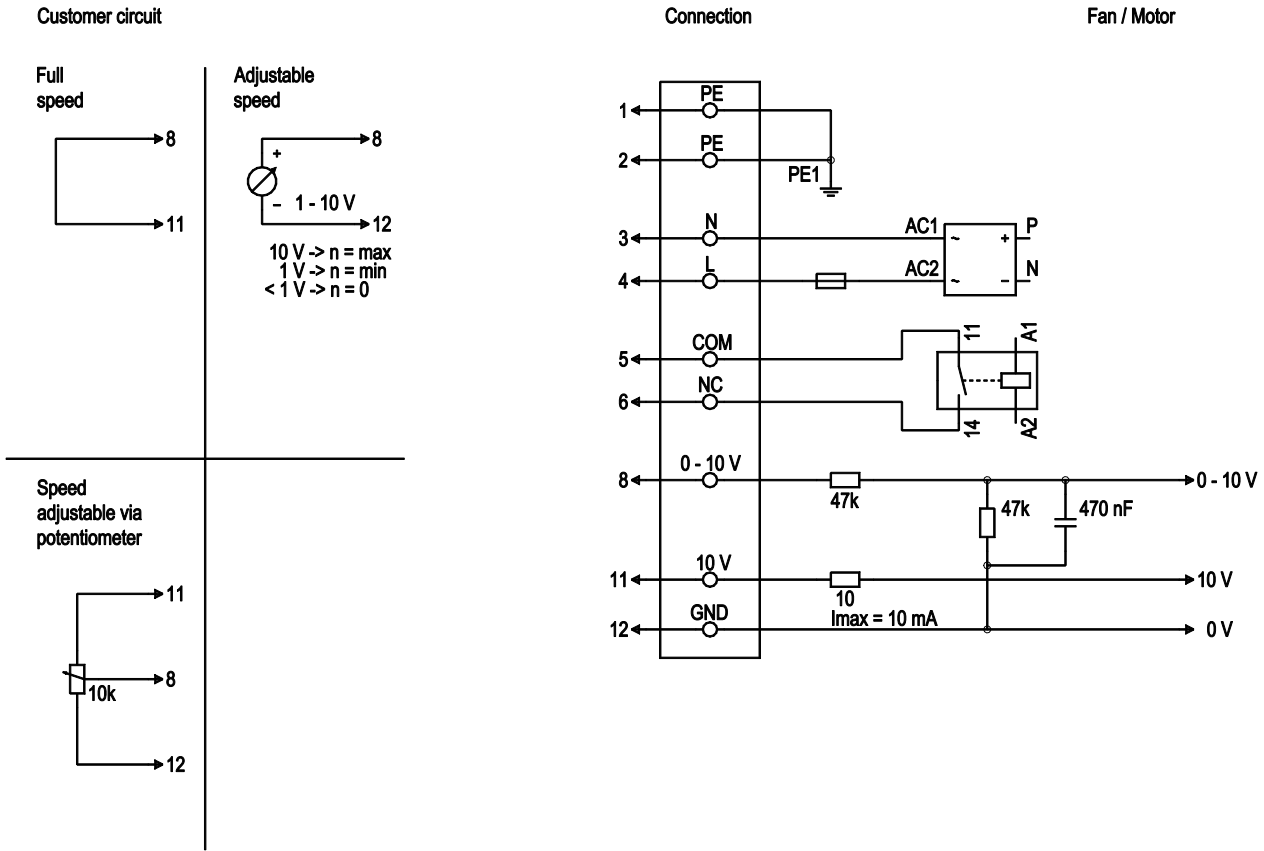 Customer circuit
Connection
Fan / Motor
Full
speed
8
11
Adjustable
speed
8
+
–
1 - 10 V
12
10 V -> n = max
1 V -> n = min
< 1 V -> n = 0
Speed
adjustable via
potentiometer
11
8
10k
12
1
PE
2
PE
PE1
3
N
AC1
~
+
P
4
L
AC2
~
–
N
5
COM
11
A1
6
NC
14
A2
8
0 - 10 V
47k
47k
470 nF
0 - 10 V
11
10 V
10
10 V
Imax = 10 mA
12
GND
0 V